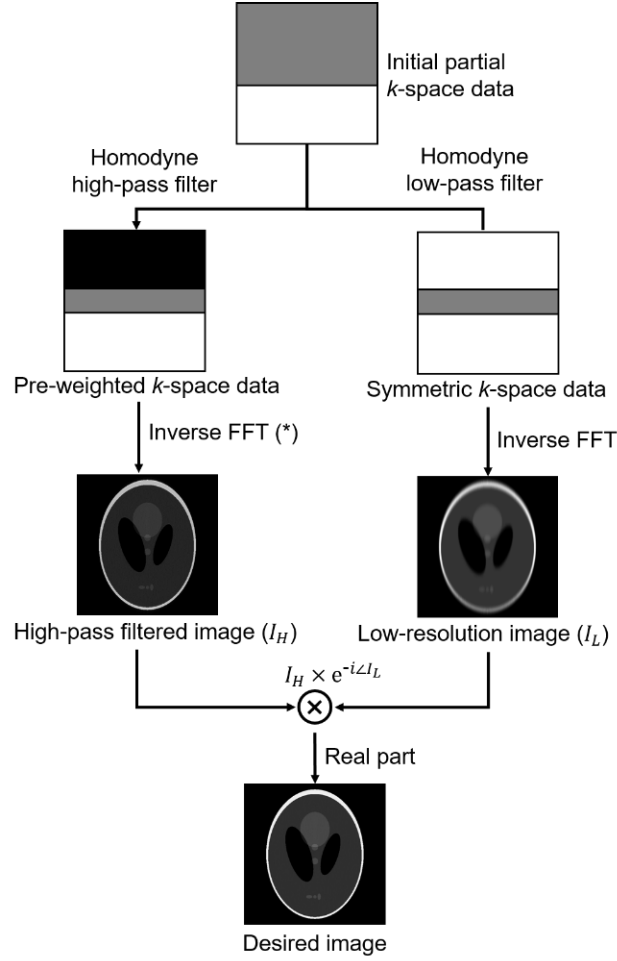 Initial partial
k-space data
Homodyne
high-pass filter
Homodyne
low-pass filter
Pre-weighted k-space data
Symmetric k-space data
Inverse FFT (*)
Inverse FFT
High-pass filtered image (I_H)
Low-resolution image (I_L)
I_H × e^{-i∠I_L}
Real part
Desired image